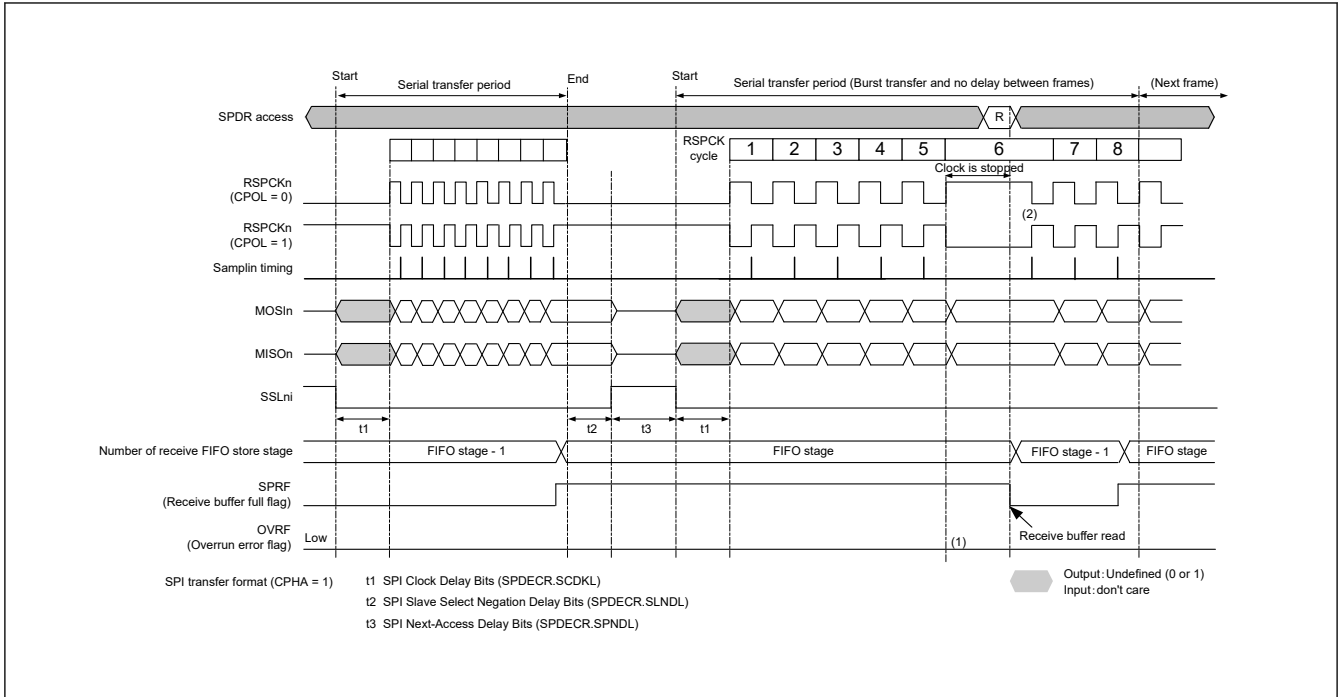 Start
Serial transfer period
End
Start
Serial transfer period (Burst transfer and no delay between frames)
(Next frame)
SPDR access
R
RSPCK
cycle
1 2 3 4 5 6 7 8
Clock is stopped
RSPCKn
(CPOL = 0)
(2)
RSPCKn
(CPOL = 1)
Samplin timing
MOSIn
MISOn
SSLni
t1 t2 t3 t1
Number of receive FIFO store stage
FIFO stage - 1
FIFO stage
FIFO stage - 1
FIFO stage
SPRF
(Receive buffer full flag)
Receive buffer read
OVRF
(Overrun error flag)
Low
(1)
SPI transfer format (CPHA = 1)
t1 SPI Clock Delay Bits (SPDECR.SCDKL)
t2 SPI Slave Select Negation Delay Bits (SPDECR.SLNDL)
t3 SPI Next-Access Delay Bits (SPDECR.SPNDL)
Output:Undefined (0 or 1)
Input:don't care